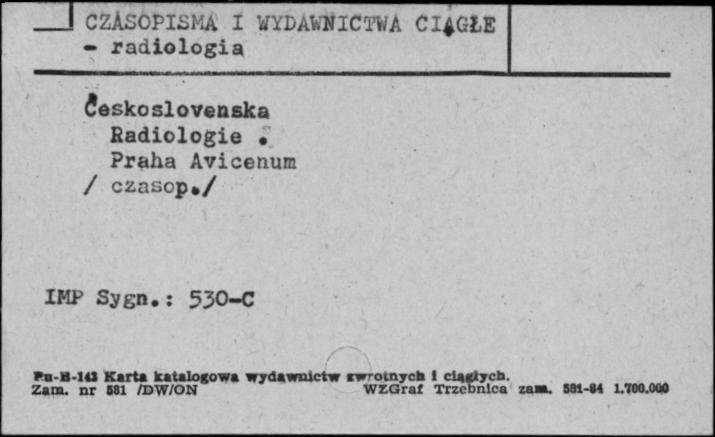 CZASOPISMA I WYDAWNICTWA CIĄGŁE
- radiologia
Československa
Radiologie .
Praha Avicenum
/ czasop./
IMP Sygn.: 530-C
Pu-B-143 Karta katalogowa wydawnictw zwrotnych i ciągłych.
Zam. nr 581 /DW/ON WZGraf Trzebnica zam. 581-84 1.700.000